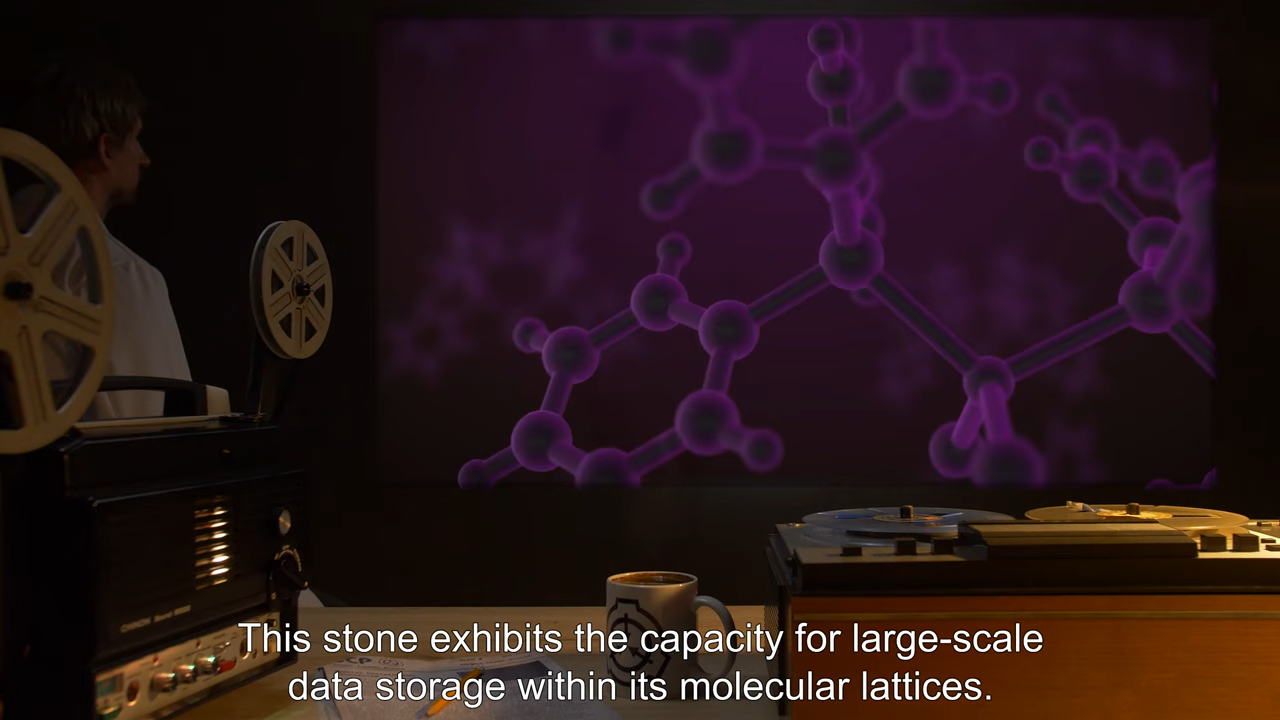 This stone exhibits the capacity for large-scale
data storage within its molecular lattices.